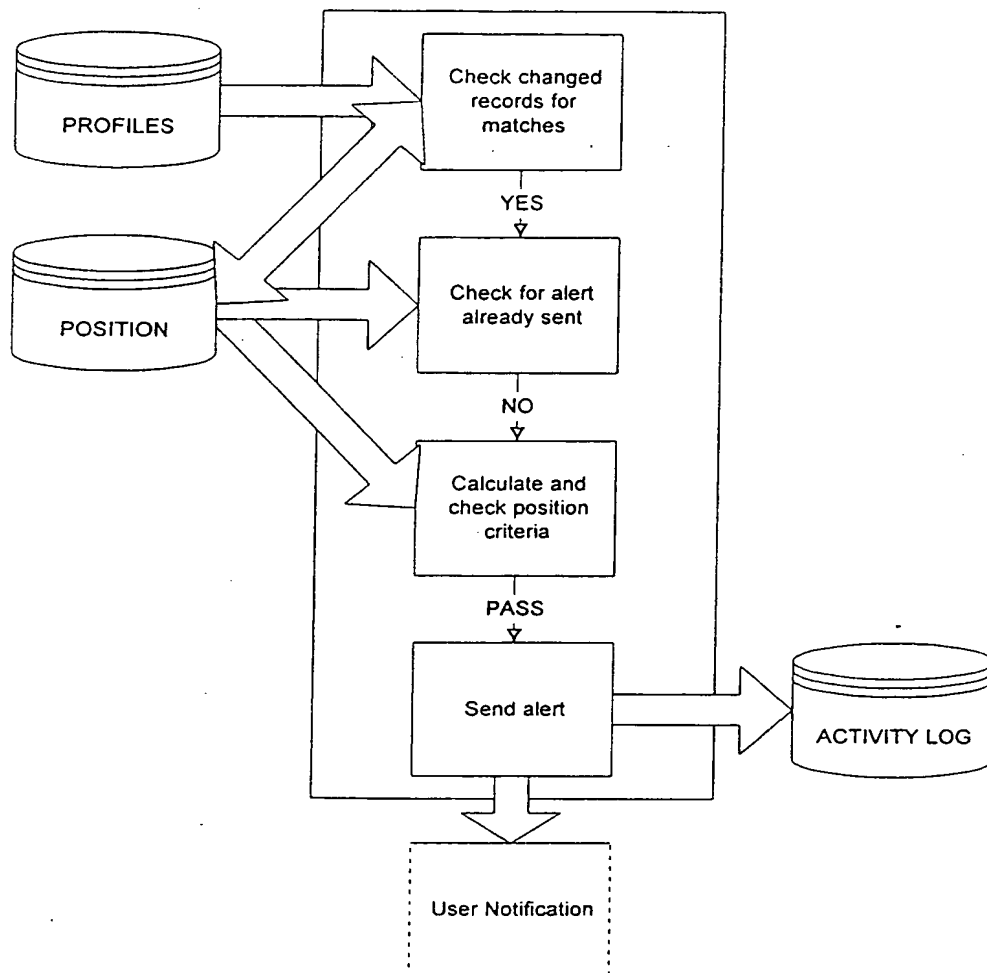 PROFILES
Check changed
records for
matches
YES
POSITION
Check for alert
already sent
NO
Calculate and
check position
criteria
PASS
Send alert
ACTIVITY LOG
User Notification